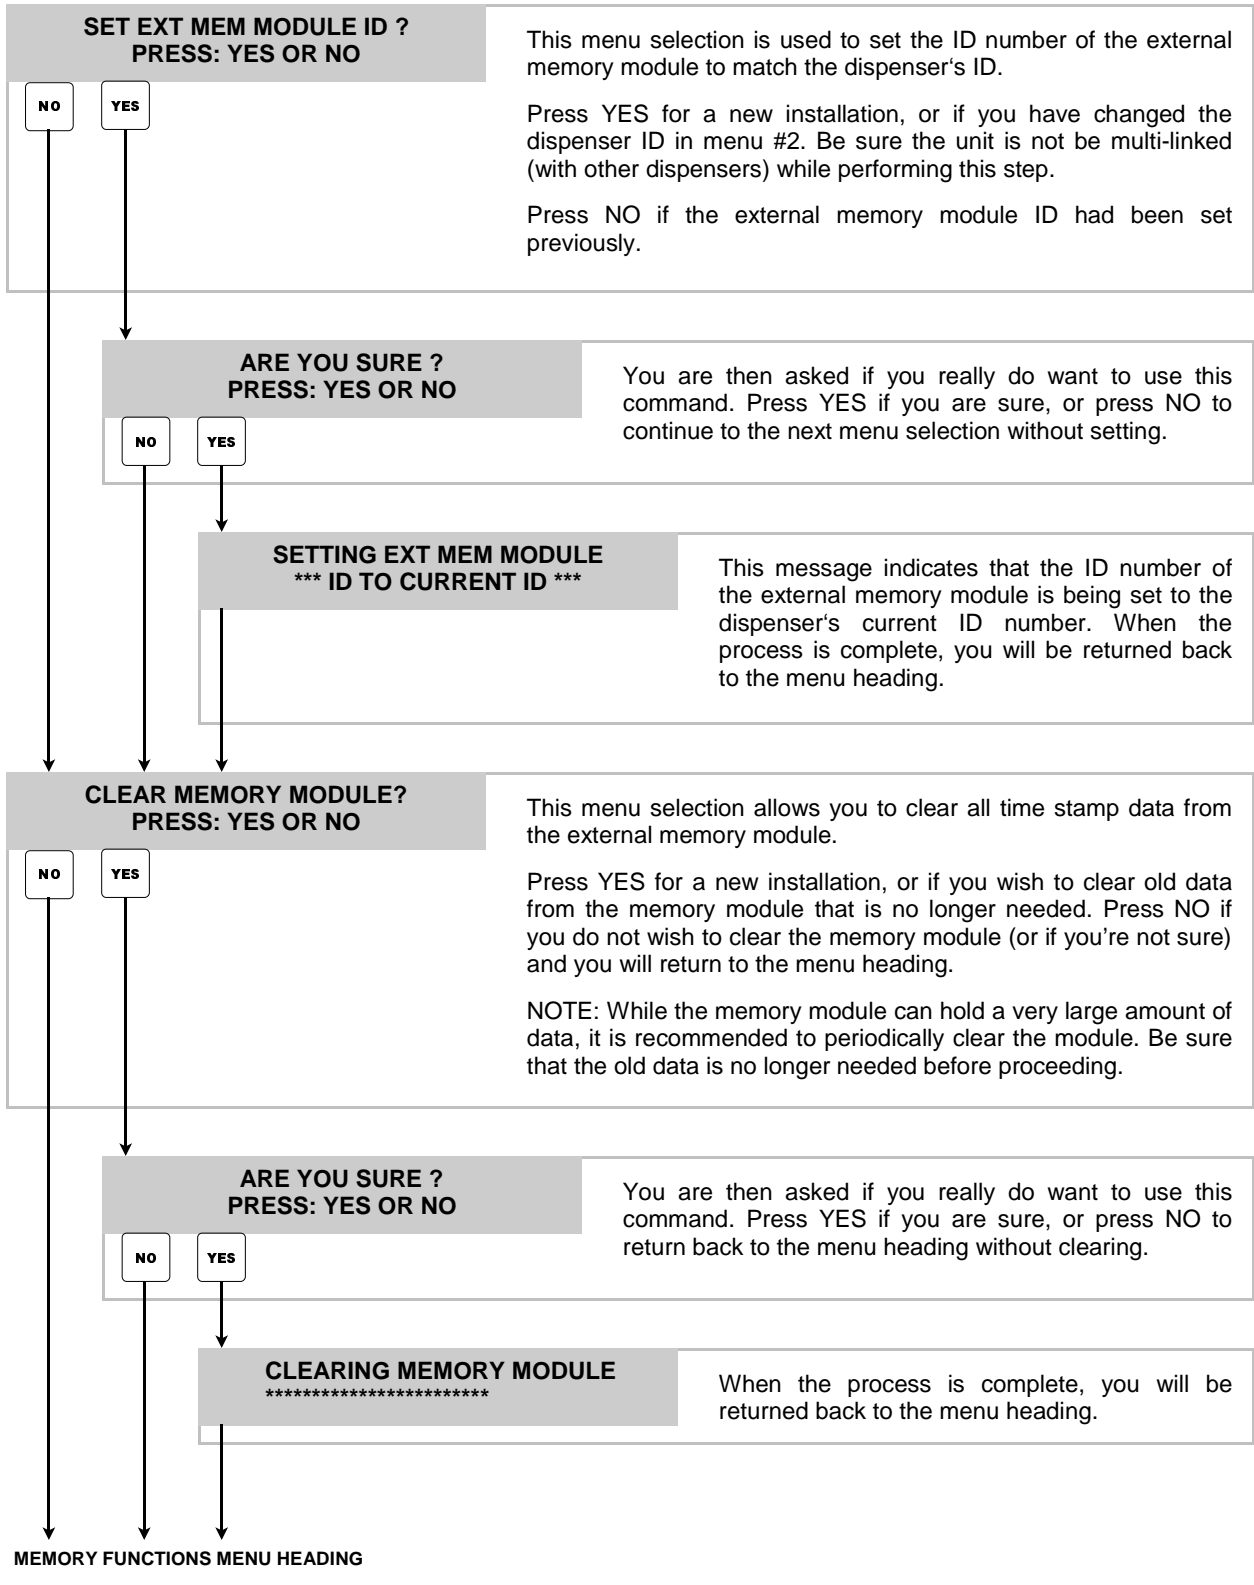 SET EXT MEM MODULE ID ?
PRESS: YES OR NO
NO
YES
This menu selection is used to set the ID number of the external
memory module to match the dispenser‘s ID.
Press YES for a new installation, or if you have changed the
dispenser ID in menu #2. Be sure the unit is not be multi-linked
(with other dispensers) while performing this step.
Press NO if the external memory module ID had been set
previously.
ARE YOU SURE ?
PRESS: YES OR NO
NO
YES
You are then asked if you really do want to use this
command. Press YES if you are sure, or press NO to
continue to the next menu selection without setting.
SETTING EXT MEM MODULE
*** ID TO CURRENT ID ***
This message indicates that the ID number of
the external memory module is being set to the
dispenser‘s current ID number. When the
process is complete, you will be returned back
to the menu heading.
CLEAR MEMORY MODULE?
PRESS: YES OR NO
NO
YES
This menu selection allows you to clear all time stamp data from
the external memory module.
Press YES for a new installation, or if you wish to clear old data
from the memory module that is no longer needed. Press NO if
you do not wish to clear the memory module (or if you’re not sure)
and you will return to the menu heading.
NOTE: While the memory module can hold a very large amount of
data, it is recommended to periodically clear the module. Be sure
that the old data is no longer needed before proceeding.
ARE YOU SURE ?
PRESS: YES OR NO
NO
YES
You are then asked if you really do want to use this
command. Press YES if you are sure, or press NO to
return back to the menu heading without clearing.
CLEARING MEMORY MODULE
************************
When the process is complete, you will be
returned back to the menu heading.
MEMORY FUNCTIONS MENU HEADING